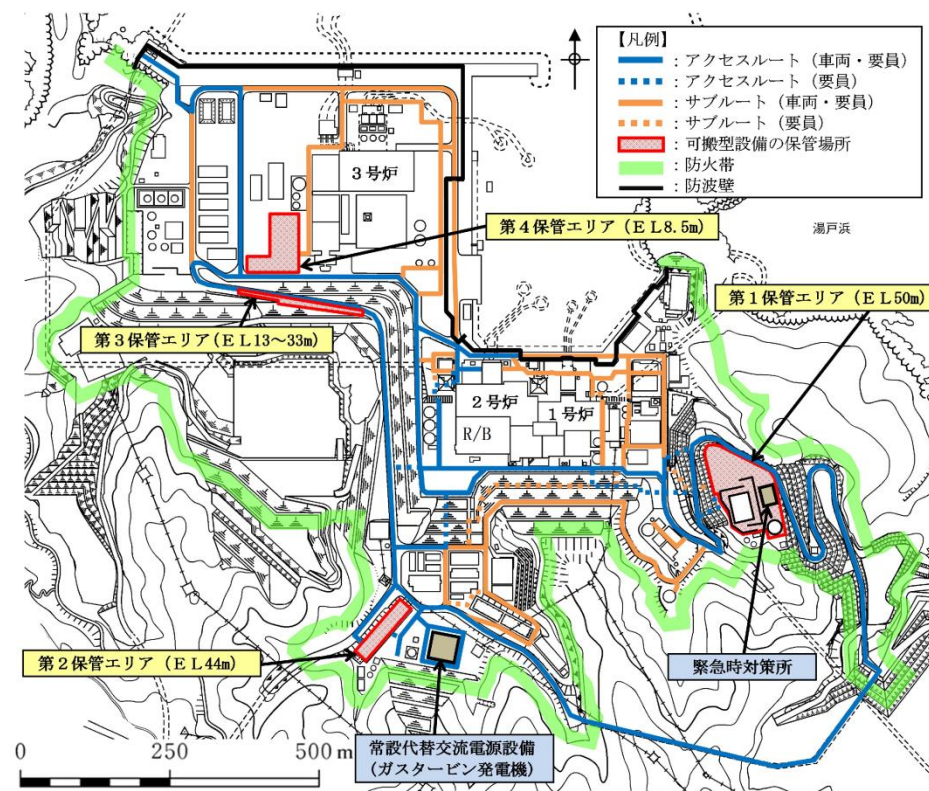 【凡例】
：アクセスルート（車両・要員）
：アクセスルート（要員）
：サブルート（車両・要員）
：サブルート（要員）
：可搬型設備の保管場所
：防火帯
：防波壁
3号炉
第4保管エリア（ＥＬ8.5m）
湯戸浜
第1保管エリア（ＥＬ50m）
第3保管エリア（ＥＬ13～33m）
2号炉
1号炉
R/B
第2保管エリア（ＥＬ44m）
緊急時対策所
常設代替交流電源設備
（ガスタービン発電機）
0 250 500 m